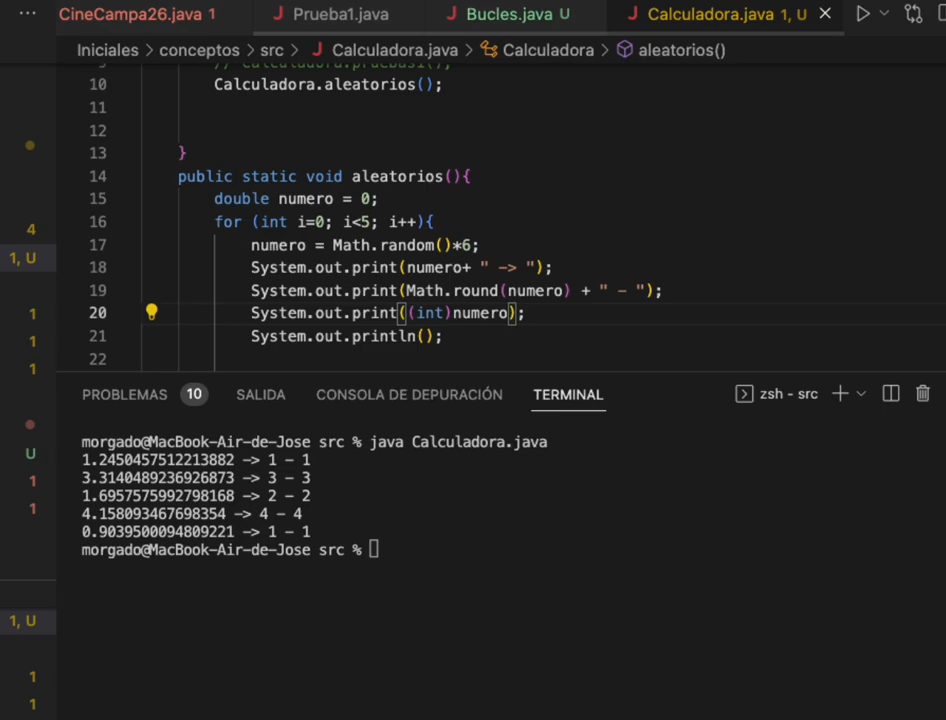 CineCampa26.java 1 Prueba1.java Bucles.java U Calculadora.java 1, U
Iniciales > conceptos > src > Calculadora.java > Calculadora > aleatorios()
9 // Calculadora.pruebas1();
10 Calculadora.aleatorios();
11
12
13 }
14 public static void aleatorios(){
15 double numero = 0;
16 for (int i=0; i<5; i++){
17 numero = Math.random()*6;
18 System.out.print(numero+ " -> ");
19 System.out.print(Math.round(numero) + " - ");
20 System.out.print((int)numero);
21 System.out.println();
22
4
1, U
1
1
1
U
1
1
1, U
1
1
PROBLEMAS 10 SALIDA CONSOLA DE DEPURACIÓN TERMINAL zsh - src
morgado@MacBook-Air-de-Jose src % java Calculadora.java
1.2450457512213882 -> 1 - 1
3.3140489236926873 -> 3 - 3
1.6957575992798168 -> 2 - 2
4.158093467698354 -> 4 - 4
0.9039500094809221 -> 1 - 1
morgado@MacBook-Air-de-Jose src %